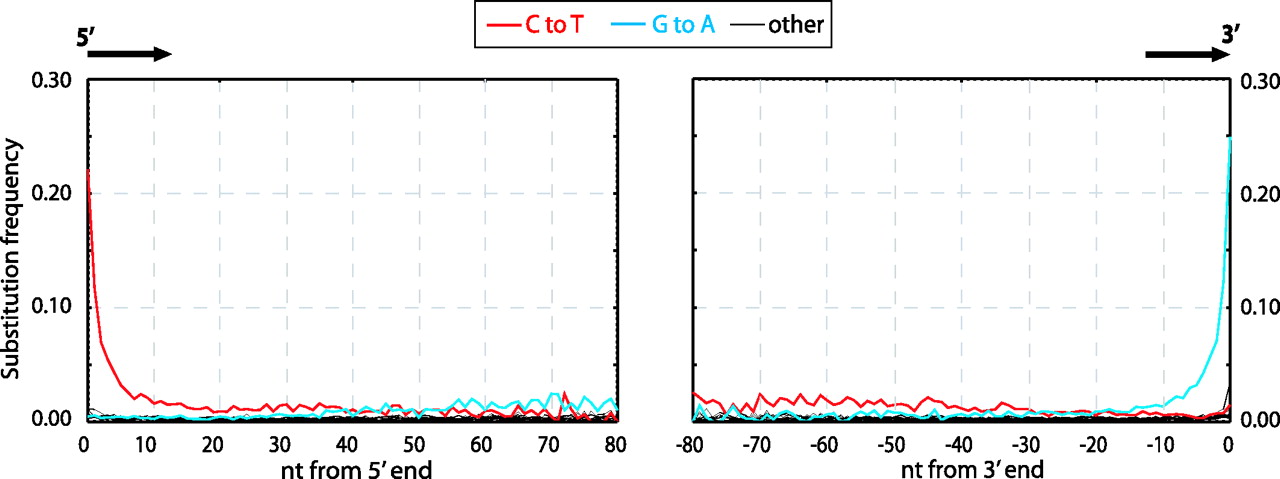 C to T G to A other
5′
3′
Substitution frequency
0.30
0.20
0.10
0.00
0 10 20 30 40 50 60 70 80
nt from 5′ end
-80 -70 -60 -50 -40 -30 -20 -10 0
nt from 3′ end
0.30
0.20
0.10
0.00